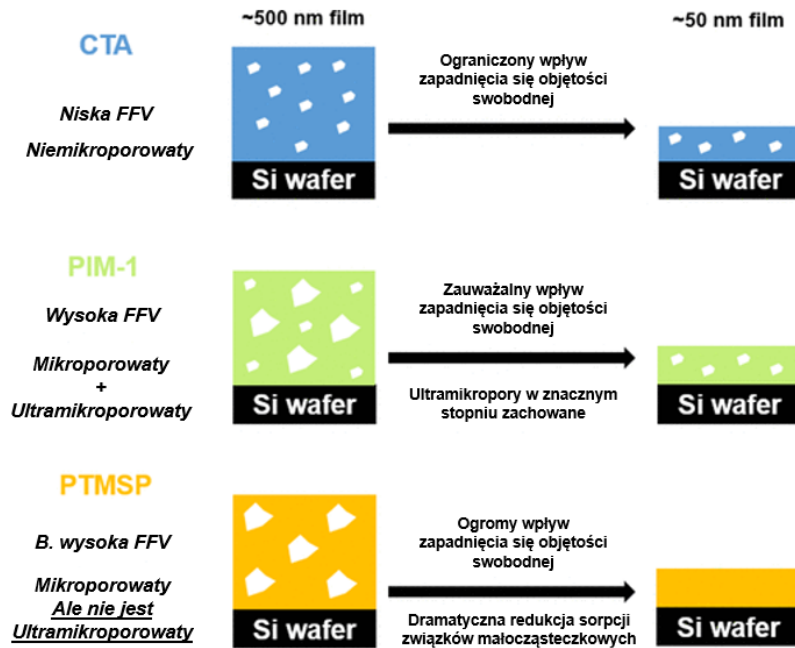 ~500 nm film
~50 nm film
CTA
Niska FFV
Niemikroporowaty
Ograniczony wpływ
zapadnięcia się objętości
swobodnej
Si wafer
Si wafer
PIM-1
Wysoka FFV
Mikroporowaty
+
Ultramikroporowaty
Zauważalny wpływ
zapadnięcia się objętości
swobodnej
Ultramikropory w znacznym
stopniu zachowane
Si wafer
Si wafer
PTMSP
B. wysoka FFV
Mikroporowaty
Ale nie jest
Ultramikroporowaty
Ogromy wpływ
zapadnięcia się objętości
swobodnej
Dramatyczna redukcja sorpcji
związków małocząsteczkowych
Si wafer
Si wafer